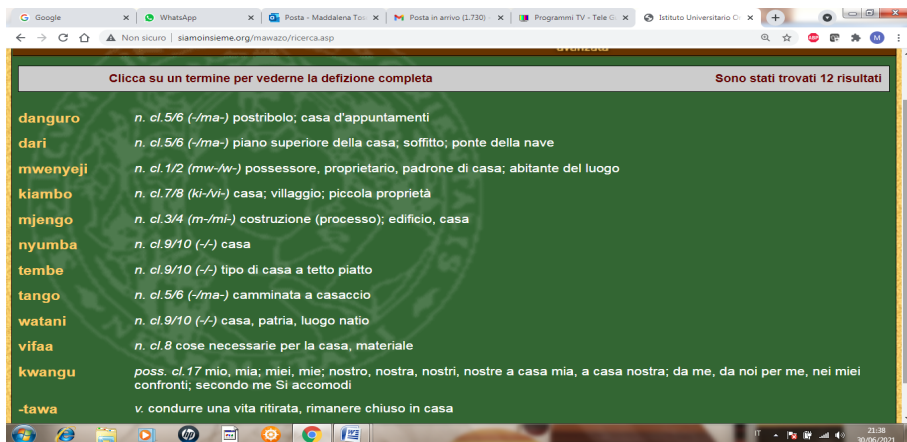 Google
WhatsApp
Posta - Maddalena Tos
Posta in arrivo (1.730) -
Programmi TV - Tele G
Istituto Universitario O
Non sicuro | siamoinsieme.org/mawazo/ricerca.asp
ABP
M
avanzata
Clicca su un termine per vederne la defizione completa Sono stati trovati 12 risultati
danguro n. cl.5/6 (-/ma-) postribolo; casa d'appuntamenti
dari n. cl.5/6 (-/ma-) piano superiore della casa; soffitto; ponte della nave
mwenyeji n. cl.1/2 (mw-/w-) possessore, proprietario, padrone di casa; abitante del luogo
kiambo n. cl.7/8 (ki-/vi-) casa; villaggio; piccola proprietà
mjengo n. cl.3/4 (m-/mi-) costruzione (processo); edificio, casa
nyumba n. cl.9/10 (-/-) casa
tembe n. cl.9/10 (-/-) tipo di casa a tetto piatto
tango n. cl.5/6 (-/ma-) camminata a casaccio
watani n. cl.9/10 (-/-) casa, patria, luogo natio
vifaa n. cl.8 cose necessarie per la casa, materiale
kwangu poss. cl.17 mio, mia; miei, mie; nostro, nostra, nostri, nostre a casa mia, a casa nostra; da me, da noi per me, nei miei
confronti; secondo me Si accomodi
-tawa v. condurre una vita ritirata, rimanere chiuso in casa
IT
21:38
30/06/2021